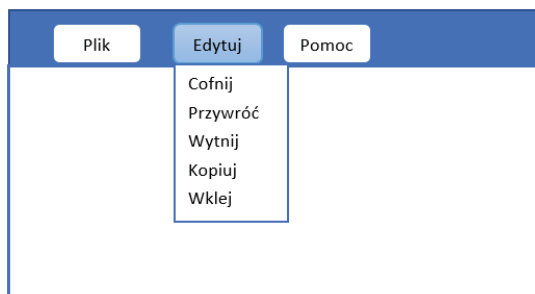 Plik Edytuj Pomoc
Cofnij
Przywróć
Wytnij
Kopiuj
Wklej